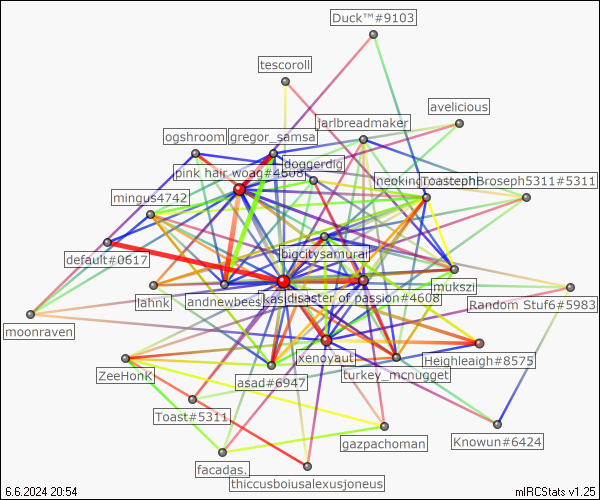 Duck™#9103
tescoroll
avelicious
jarlbreadmaker
ogshroom
gregor_samsa
doggerdig
pink hair woag#4608
Broseph5311#5311
mingus4742
default#0617
bigcitysamurai
lahnk
andnewbees
disaster of passion#4608
mukszi
Random Stuf6#5983
moonraven
xenoyaut
Heighleaigh#8575
ZeeHonK
asad#6947
turkey_mcnugget
Toast#5311
gazpachoman
Knowun#6424
facadas.
thiccusboiusalexusjoneus
6.6.2024 20:54
mIRCStats v1.25